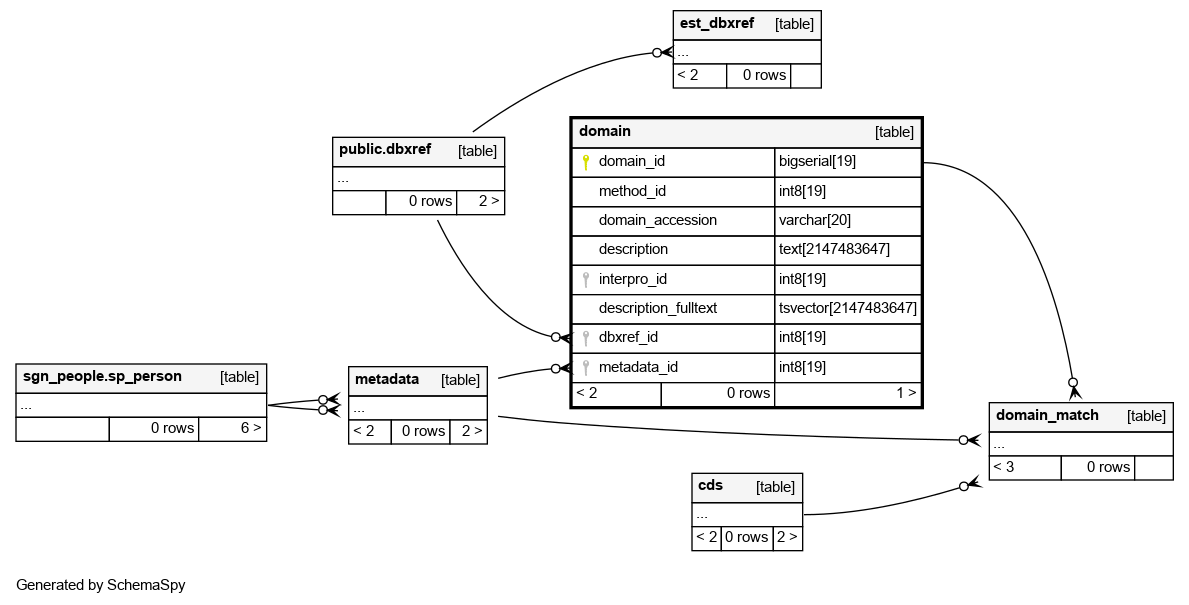 est_dbxref [table]
...
< 2 0 rows
public.dbxref [table]
...
0 rows 2 >
domain [table]
domain_id bigserial[19]
method_id int8[19]
domain_accession varchar[20]
description text[2147483647]
interpro_id int8[19]
description_fulltext tsvector[2147483647]
dbxref_id int8[19]
metadata_id int8[19]
< 2 0 rows 1 >
sgn_people.sp_person [table]
...
0 rows 6 >
metadata [table]
...
< 2 0 rows 2 >
domain_match [table]
...
< 3 0 rows
cds [table]
...
< 2 0 rows 2 >
Generated by SchemaSpy